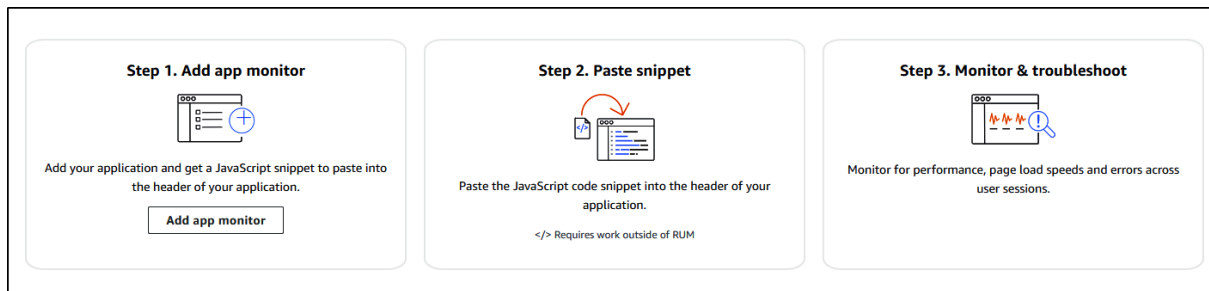 Step 1. Add app monitor
Add your application and get a JavaScript snippet to paste into
the header of your application.
Add app monitor
Step 2. Paste snippet
</>
Paste the JavaScript code snippet into the header of your
application.
</> Requires work outside of RUM
Step 3. Monitor & troubleshoot
Monitor for performance, page load speeds and errors across
user sessions.